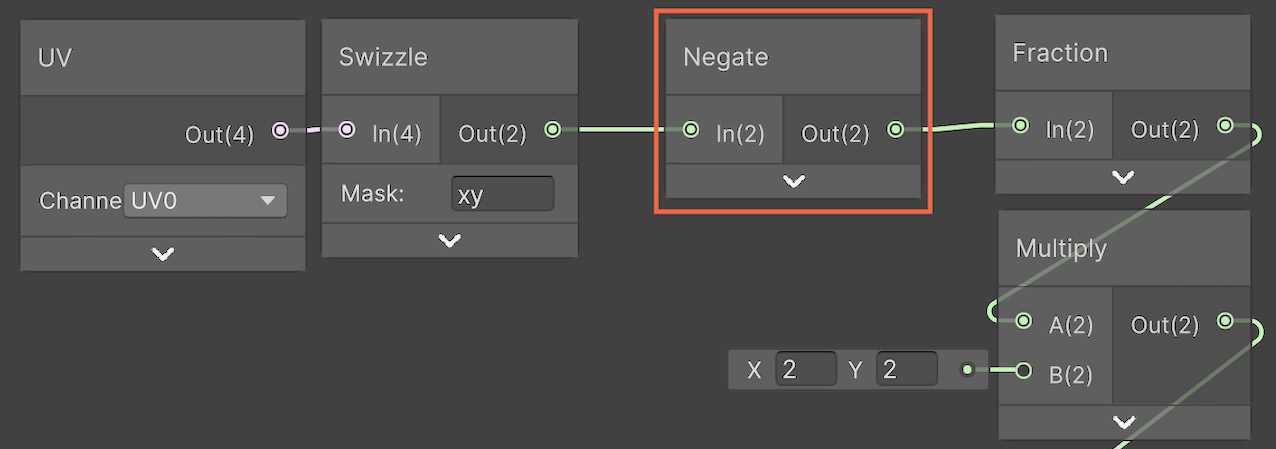 UV
Out(4)
Channe UV0
Swizzle
In(4) Out(2)
Mask: xy
Negate
In(2) Out(2)
Fraction
In(2) Out(2)
Multiply
A(2) Out(2)
X 2 Y 2
B(2)